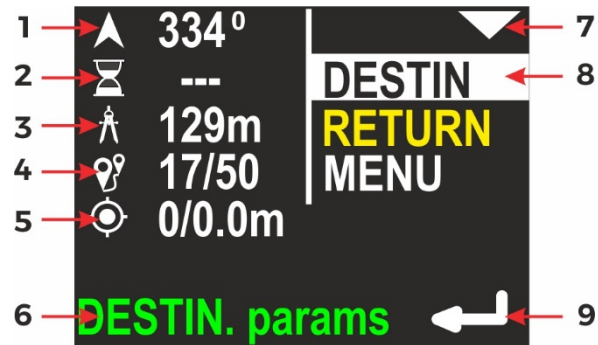 1 334⁰ 7
2 --- DESTIN 8
3 129m RETURN
4 17/50 MENU
5 0/0.0m
6 DESTIN. params 9